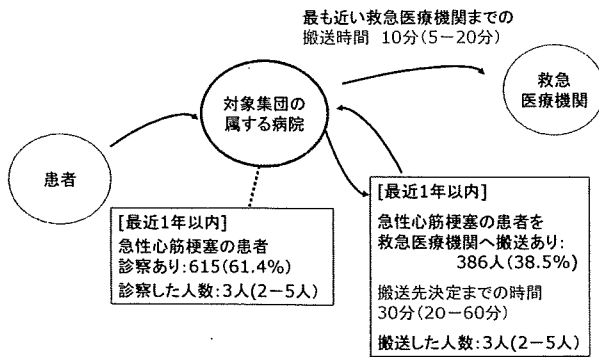 最も近い救急医療機関までの
搬送時間 10分(5－20分)
救急
医療機関
対象集団の
属する病院
患者
[最近1年以内]
急性心筋梗塞の患者
診察あり:615(61.4%)
診察した人数:3人(2－5人)
[最近1年以内]
急性心筋梗塞の患者を
救急医療機関へ搬送あり:
386人(38.5%)
搬送先決定までの時間
30分(20－60分)
搬送した人数:3人(2－5人)